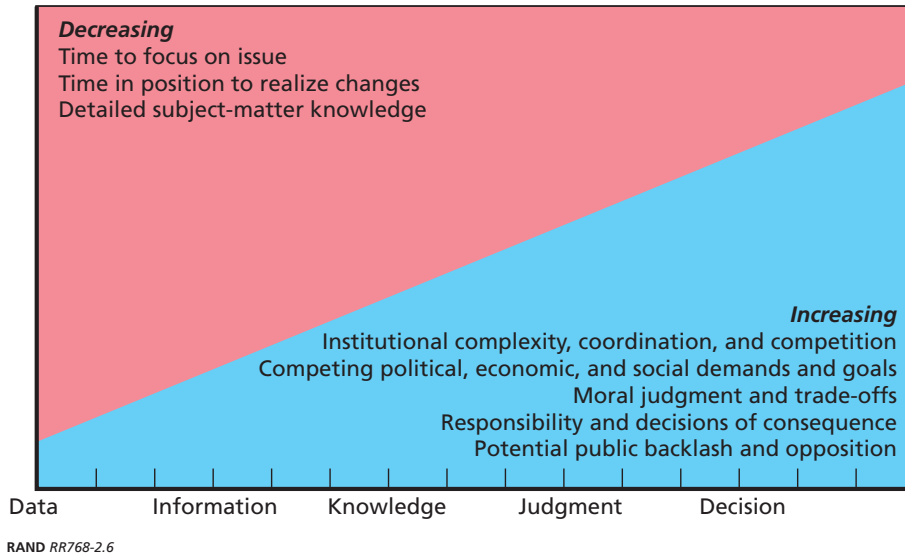 Decreasing
Time to focus on issue
Time in position to realize changes
Detailed subject-matter knowledge
Increasing
Institutional complexity, coordination, and competition
Competing political, economic, and social demands and goals
Moral judgment and trade-offs
Responsibility and decisions of consequence
Potential public backlash and opposition
Data Information Knowledge Judgment Decision
RAND RR768-2.6